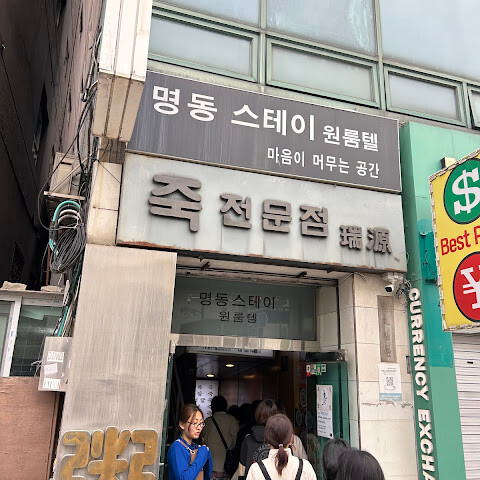 명동 스테이 원룸텔
마음이 머무는 공간
죽 전문점 瑞源
명동스테이
원룸텔
$
Best
¥
CURRENCY EXCHA